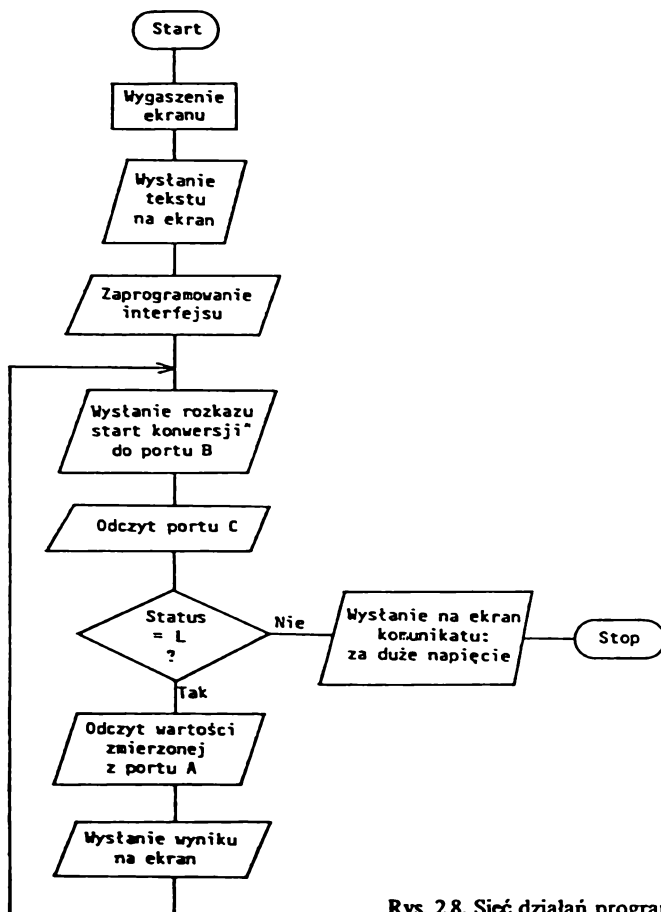 Start
Wygaszenie
ekranu
Wysłanie
tekstu
na ekran
Zaprogramowanie
interfejsu
Wysłanie rozkazu
start konwersji"
do portu B
Odczyt portu C
Status
= L
?
Nie
Tak
Wysłanie na ekran
komunikatu:
za duże napięcie
Stop
Odczyt wartości
zmierzonej
z portu A
Wysłanie wyniku
na ekran
Rys. 2.8. Sieć działań program